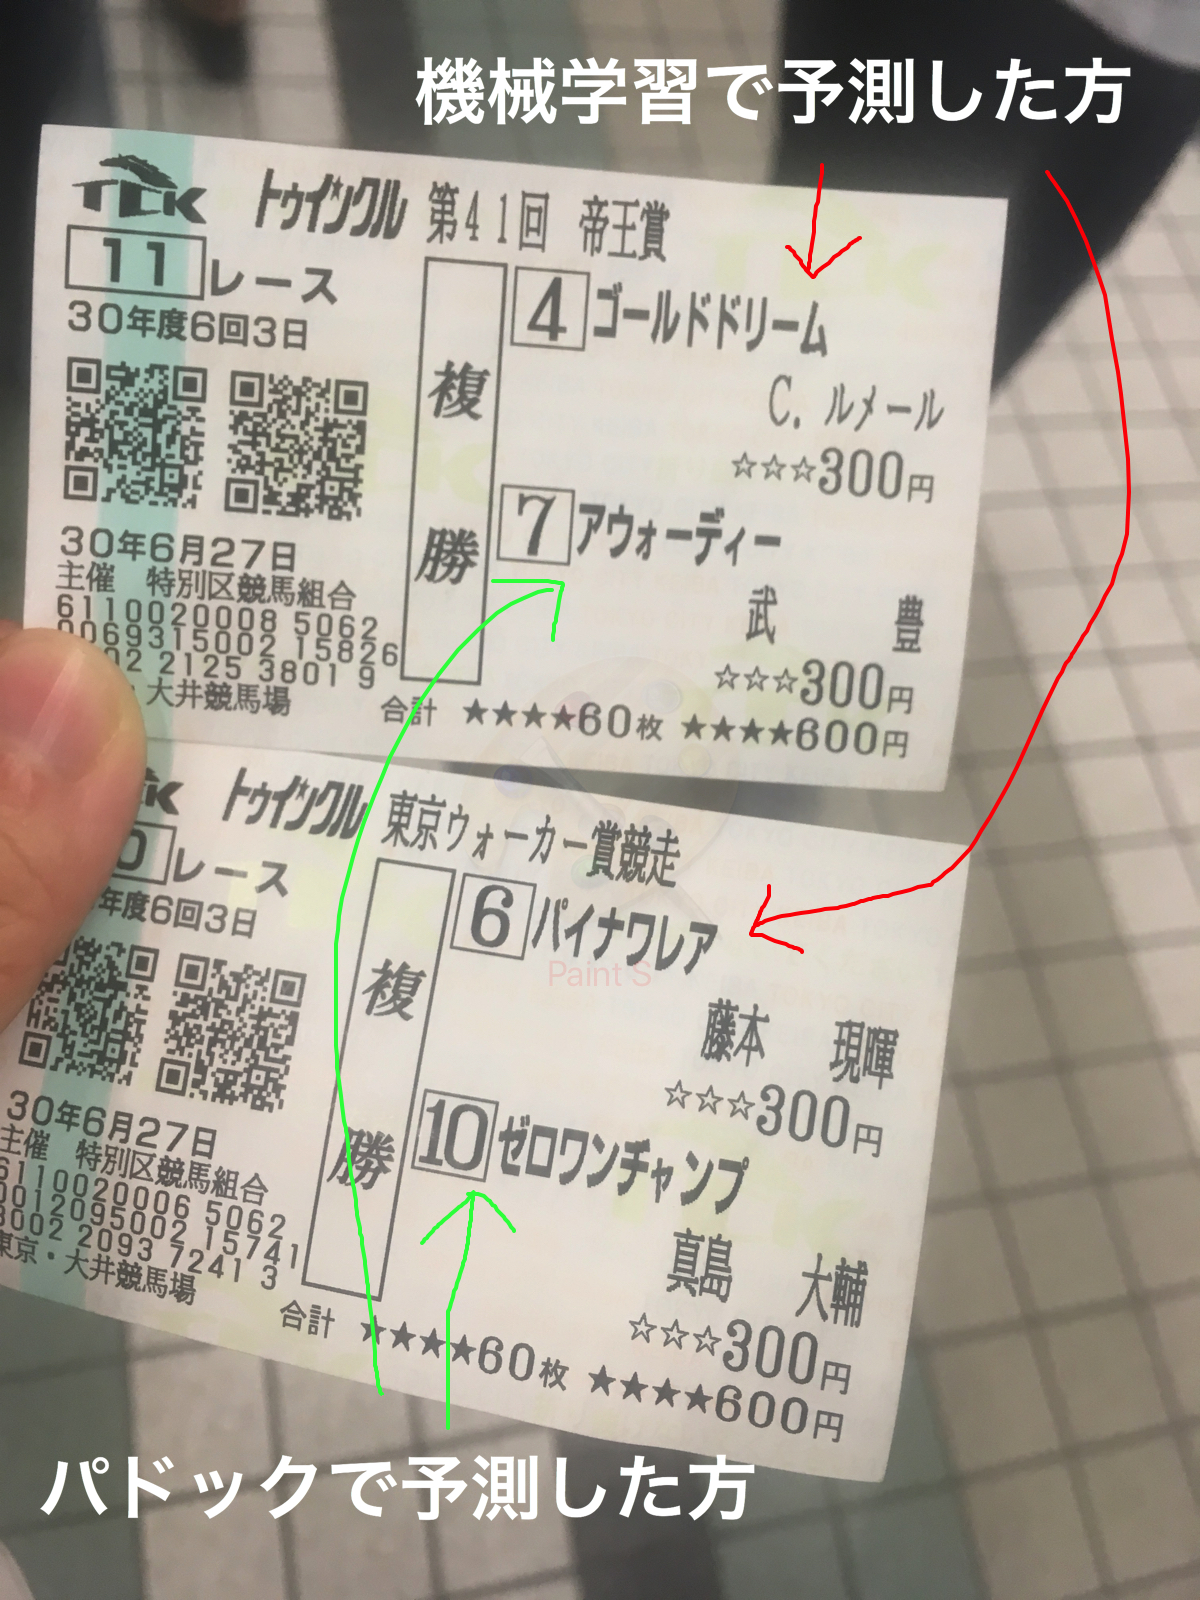 機械学習で予測した方
TCK トゥインクル 第41回 帝王賞
11 レース
30年度6回3日
複勝
4 ゴールドドリーム
C. ルメール
☆☆☆300円
7 アウォーディー
武 豊
☆☆☆300円
30年6月27日
主催 特別区競馬組合
6110020008 5062
0069315002 15826
02 2125 3801 9
・大井競馬場
合計 ★★★★60枚 ★★★★600円
CK トゥインクル 東京ウォーカー賞競走
0 レース
年度6回3日
複勝
6 パイナワレア
藤本 現暉
☆☆☆300円
10 ゼロワンチャンプ
真島 大輔
☆☆☆300円
30年6月27日
主催 特別区競馬組合
6110020006 5062
0012095002 15741
3002 2093 7241 3
東京・大井競馬場
合計 ★★★★60枚 ★★★★600円
Paint S
パドックで予測した方